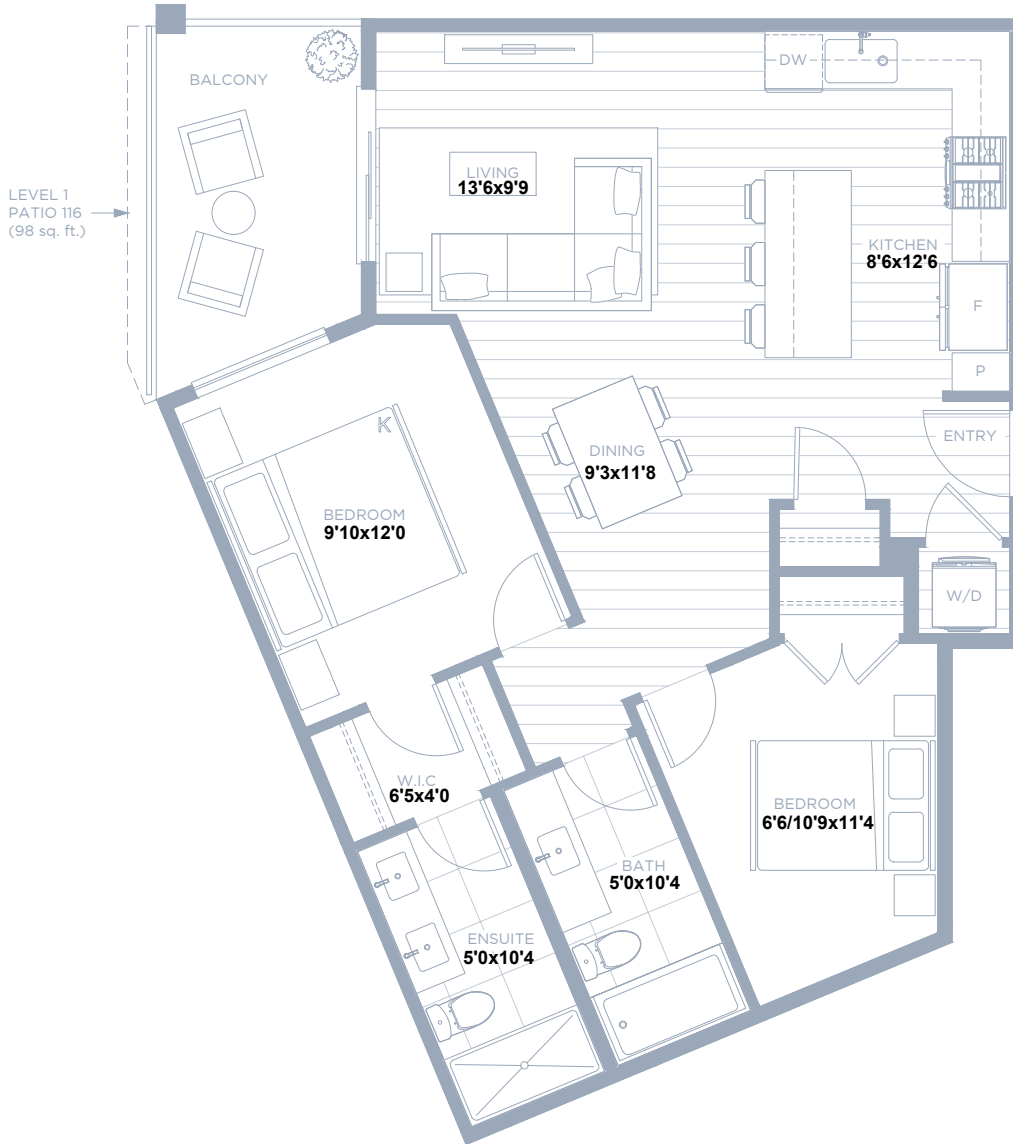 BALCONY
DW
LEVEL 1
PATIO 116
(98 sq. ft.)
LIVING
13'6x9'9
KITCHEN
8'6x12'6
F
P
ENTRY
K
DINING
9'3x11'8
BEDROOM
9'10x12'0
W/D
W.I.C
6'5x4'0
BEDROOM
6'6/10'9x11'4
BATH
5'0x10'4
ENSUITE
5'0x10'4